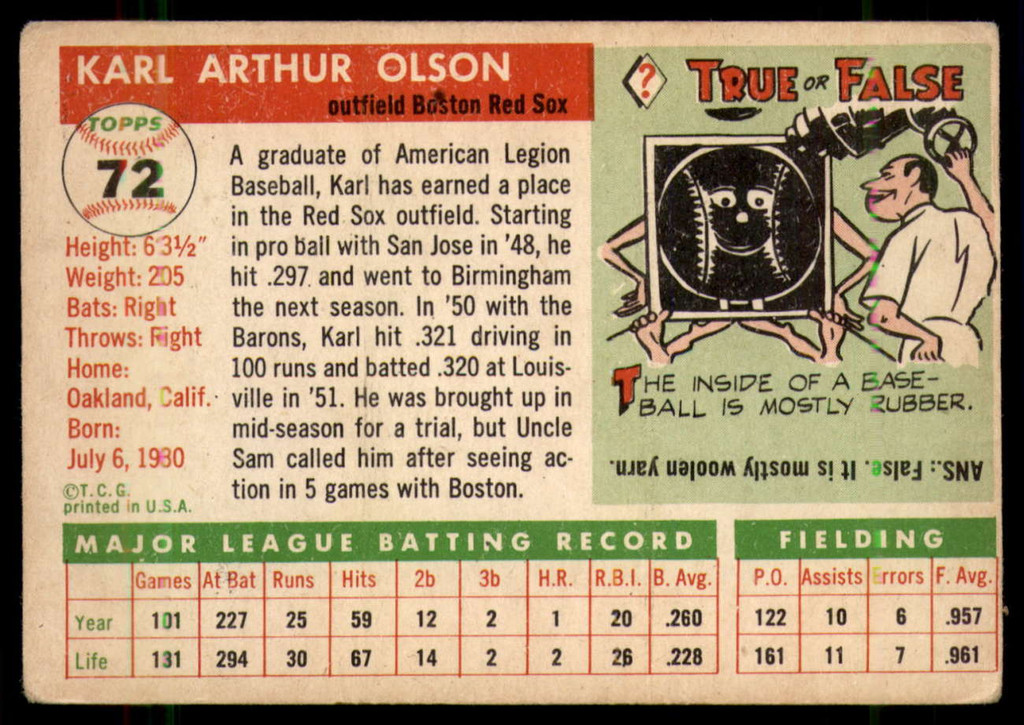 KARL ARTHUR OLSON
outfield Boston Red Sox
TOPPS
72
Height: 6'3½"
Weight: 205
Bats: Right
Throws: Right
Home:
Oakland, Calif.
Born:
July 6, 1930
©T.C.G.
printed in U.S.A.
A graduate of American Legion
Baseball, Karl has earned a place
in the Red Sox outfield. Starting
in pro ball with San Jose in '48, he
hit .297 and went to Birmingham
the next season. In '50 with the
Barons, Karl hit .321 driving in
100 runs and batted .320 at Louis-
ville in '51. He was brought up in
mid-season for a trial, but Uncle
Sam called him after seeing ac-
tion in 5 games with Boston.
? TRUE OR FALSE
THE INSIDE OF A BASE-
BALL IS MOSTLY RUBBER.
ANS.: False. It is mostly woolen yarn.
MAJOR LEAGUE BATTING RECORD
Games At Bat Runs Hits 2b 3b H.R. R.B.I. B. Avg.
Year 101 227 25 59 12 2 1 20 .260
Life 131 294 30 67 14 2 2 26 .228
FIELDING
P.O. Assists Errors F. Avg.
122 10 6 .957
161 11 7 .961